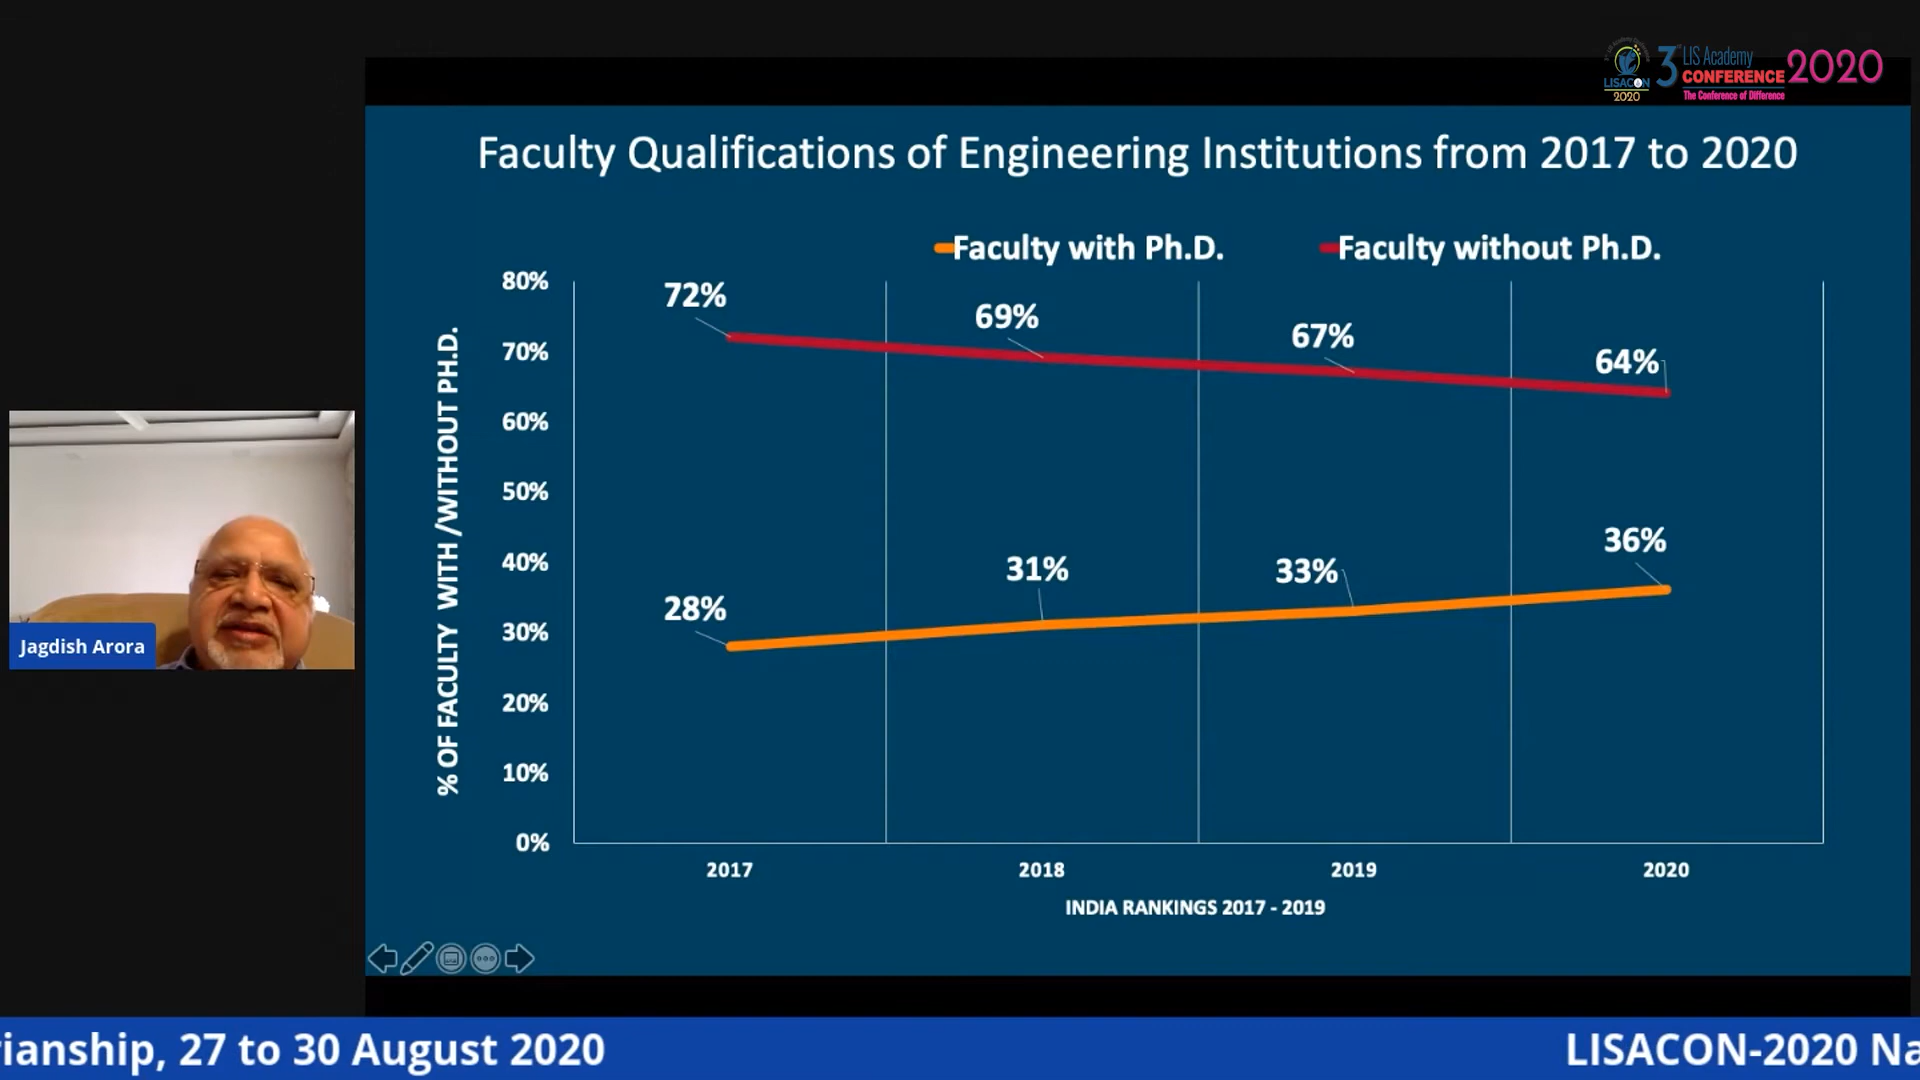 3rd LIS Academy
CONFERENCE 2020
The Conference of Difference
LISACON
2020
Faculty Qualifications of Engineering Institutions from 2017 to 2020
Faculty with Ph.D. Faculty without Ph.D.
80%
70%
60%
50%
40%
30%
20%
10%
0%
% OF FACULTY WITH /WITHOUT PH.D.
72%
69%
67%
64%
28%
31%
33%
36%
2017 2018 2019 2020
INDIA RANKINGS 2017 - 2019
Jagdish Arora
rianship, 27 to 30 August 2020 LISACON-2020 Na